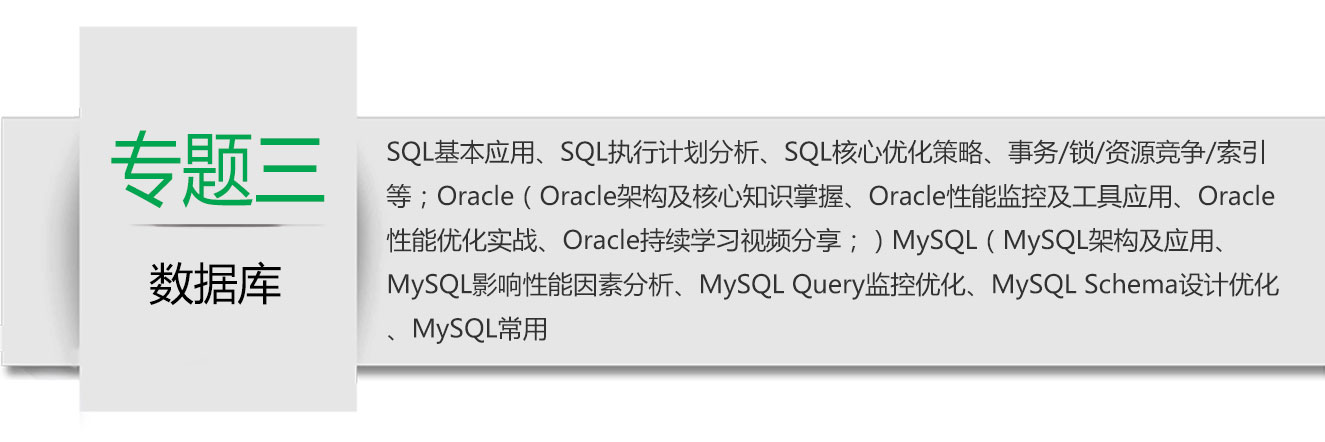 专题三
数据库
SQL基本应用、SQL执行计划分析、SQL核心优化策略、事务/锁/资源竞争/索引
等；Oracle（Oracle架构及核心知识掌握、Oracle性能监控及工具应用、Oracle
性能优化实战、Oracle持续学习视频分享；）MySQL（MySQL架构及应用、
MySQL影响性能因素分析、MySQL Query监控优化、MySQL Schema设计优化
、MySQL常用